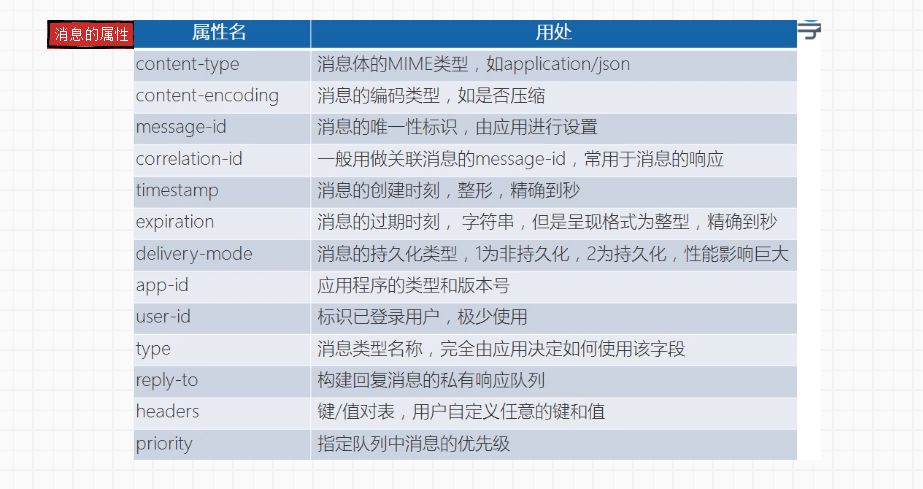 消息的属性
属性名 用处
content-type 消息体的MIME类型，如application/json
content-encoding 消息的编码类型，如是否压缩
message-id 消息的唯一性标识，由应用进行设置
correlation-id 一般用做关联消息的message-id，常用于消息的响应
timestamp 消息的创建时刻，整形，精确到秒
expiration 消息的过期时刻， 字符串，但是呈现格式为整型，精确到秒
delivery-mode 消息的持久化类型，1为非持久化，2为持久化，性能影响巨大
app-id 应用程序的类型和版本号
user-id 标识已登录用户，极少使用
type 消息类型名称，完全由应用决定如何使用该字段
reply-to 构建回复消息的私有响应队列
headers 键/值对表，用户自定义任意的键和值
priority 指定队列中消息的优先级